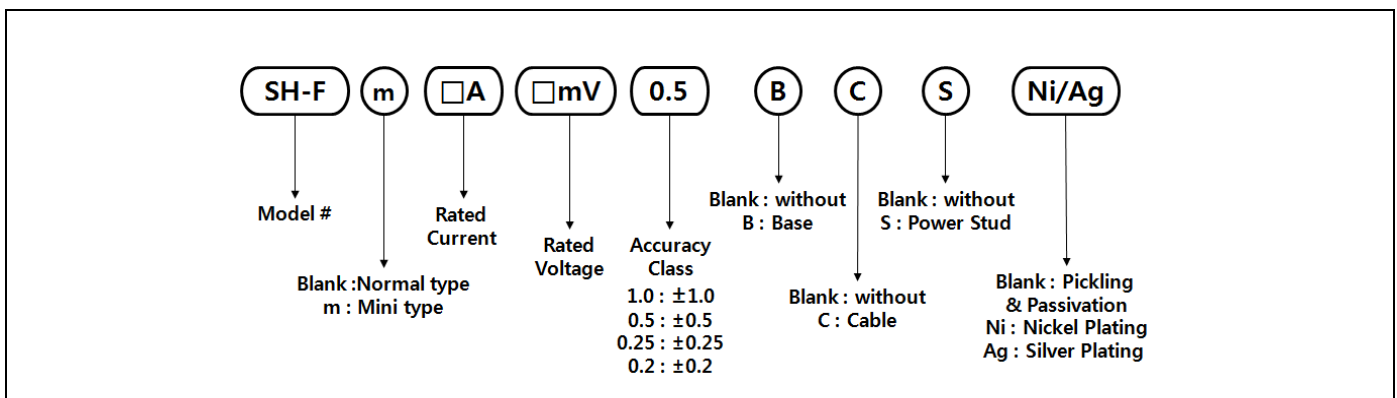 SH-F m □A □mV 0.5 B C S Ni/Ag
Model #
Blank :Normal type
m : Mini type
Rated
Current
Rated
Voltage
Accuracy
Class
1.0 : ±1.0
0.5 : ±0.5
0.25 : ±0.25
0.2 : ±0.2
Blank : without
B : Base
Blank : without
C : Cable
Blank : without
S : Power Stud
Blank : Pickling
& Passivation
Ni : Nickel Plating
Ag : Silver Plating